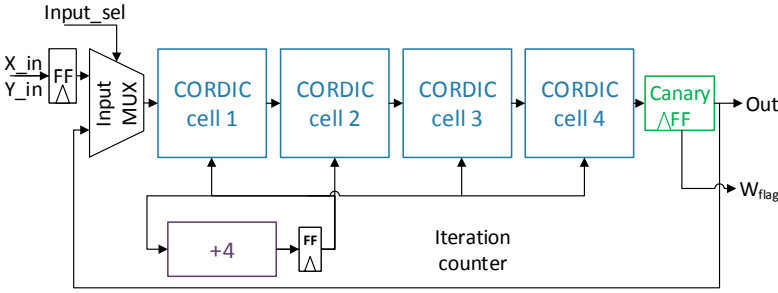 Input_sel
X_in
Y_in
FF
Input
MUX
CORDIC
cell 1
CORDIC
cell 2
CORDIC
cell 3
CORDIC
cell 4
Canary
FF
Out
Wflag
+4
FF
Iteration
counter